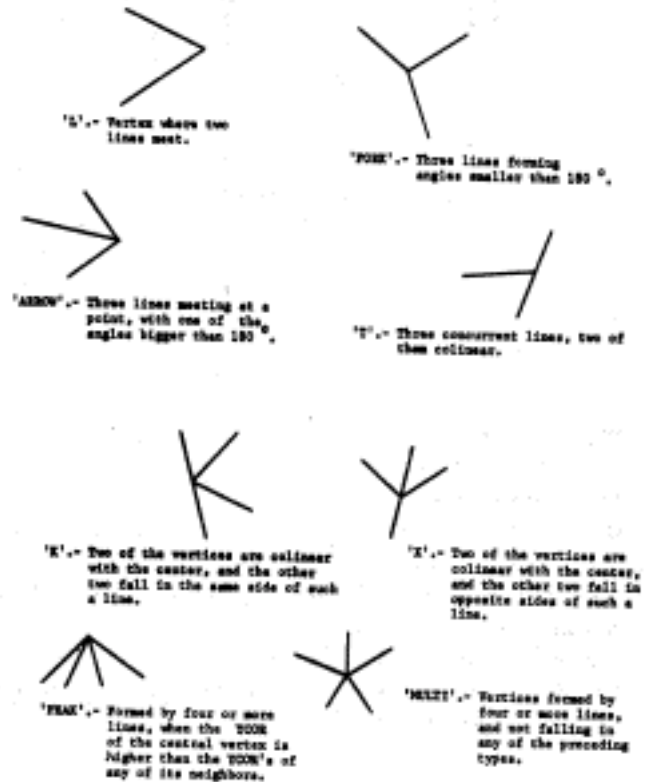 'L'.- Vertex where two
lines meet.
'FORK'.- Three lines forming
angles smaller than 180 °.
'ARROW'.- Three lines meeting at a
point, with one of the
angles bigger than 180 °.
'T'.- Three concurrent lines, two of
them colinear.
'K'.- Two of the vertices are colinear
with the center, and the other
two fall in the same side of such
a line.
'X'.- Two of the vertices are
colinear with the center,
and the other two fall in
opposite sides of such a
line.
'PEAK'.- Formed by four or more
lines, when the YCOR
of the central vertex is
higher than the YCOR's of
any of its neighbors.
'MULTI'.- Vertices formed by
four or more lines,
and not falling in
any of the preceding
types.